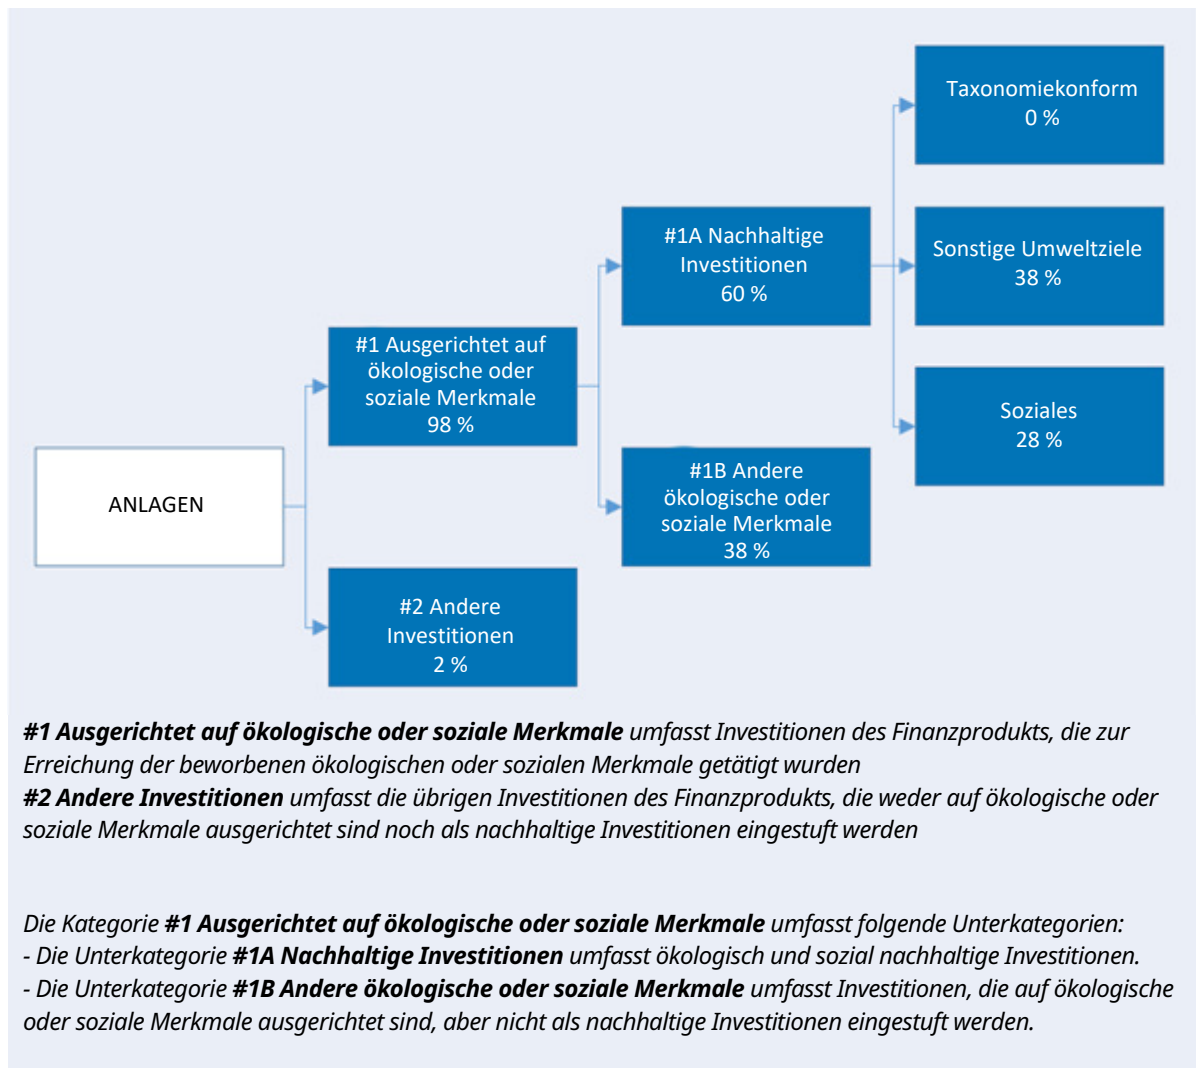 Taxonomiekonform
0 %
#1A Nachhaltige
Investitionen
60 %
Sonstige Umweltziele
38 %
#1 Ausgerichtet auf
ökologische oder
soziale Merkmale
98 %
Soziales
28 %
ANLAGEN
#1B Andere
ökologische oder
soziale Merkmale
38 %
#2 Andere
Investitionen
2 %
#1 Ausgerichtet auf ökologische oder soziale Merkmale umfasst Investitionen des Finanzprodukts, die zur
Erreichung der beworbenen ökologischen oder sozialen Merkmale getätigt wurden
#2 Andere Investitionen umfasst die übrigen Investitionen des Finanzprodukts, die weder auf ökologische oder
soziale Merkmale ausgerichtet sind noch als nachhaltige Investitionen eingestuft werden
Die Kategorie #1 Ausgerichtet auf ökologische oder soziale Merkmale umfasst folgende Unterkategorien:
- Die Unterkategorie #1A Nachhaltige Investitionen umfasst ökologisch und sozial nachhaltige Investitionen.
- Die Unterkategorie #1B Andere ökologische oder soziale Merkmale umfasst Investitionen, die auf ökologische
oder soziale Merkmale ausgerichtet sind, aber nicht als nachhaltige Investitionen eingestuft werden.